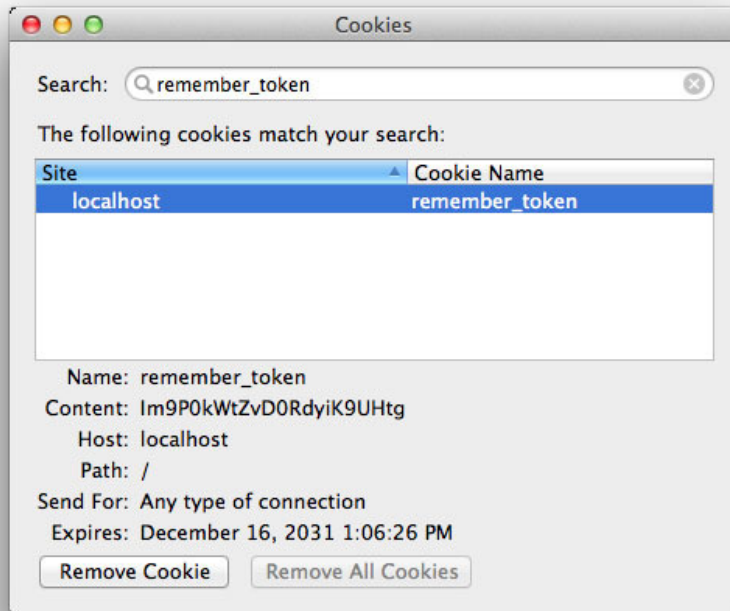 Cookies
Search: remember_token
The following cookies match your search:
Site Cookie Name
localhost remember_token
Name: remember_token
Content: Im9P0kWtZvD0RdyiK9UHtg
Host: localhost
Path: /
Send For: Any type of connection
Expires: December 16, 2031 1:06:26 PM
Remove Cookie Remove All Cookies